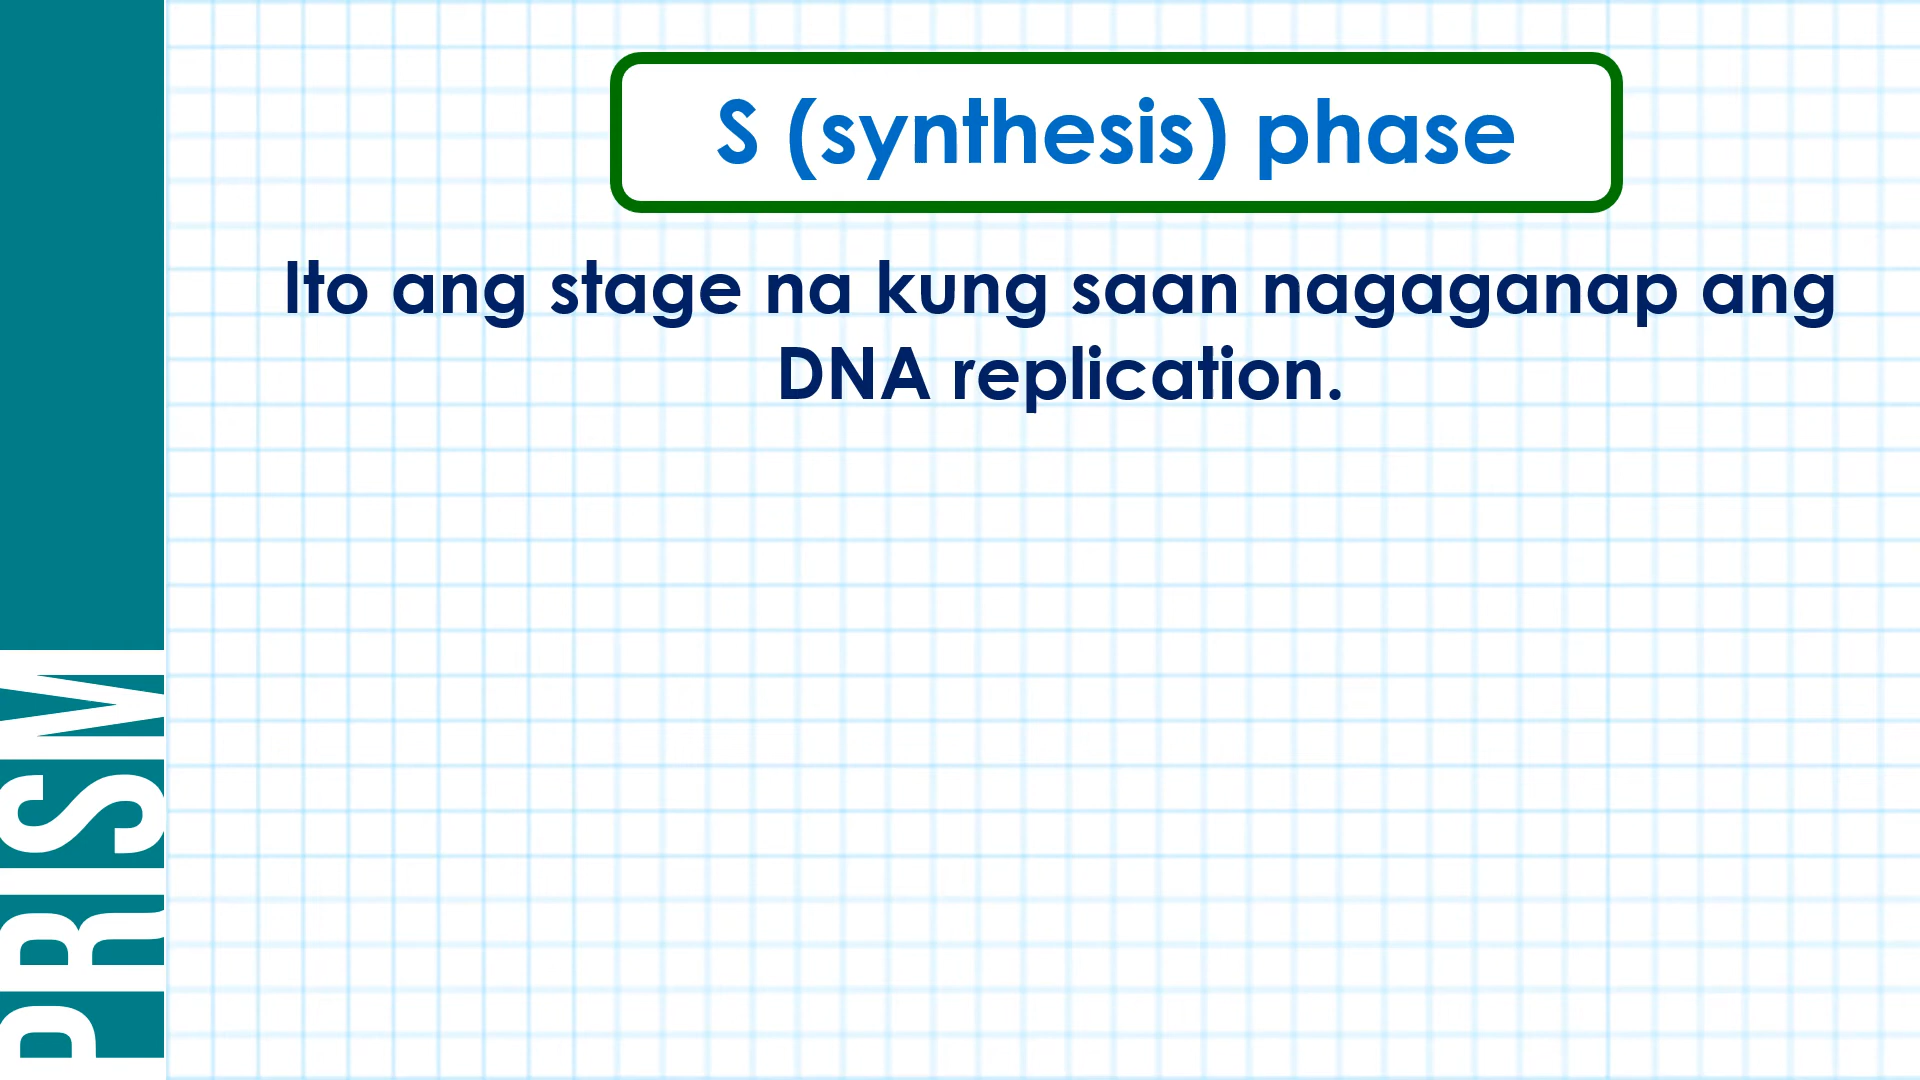 S (synthesis) phase
Ito ang stage na kung saan nagaganap ang
DNA replication.
PRISM